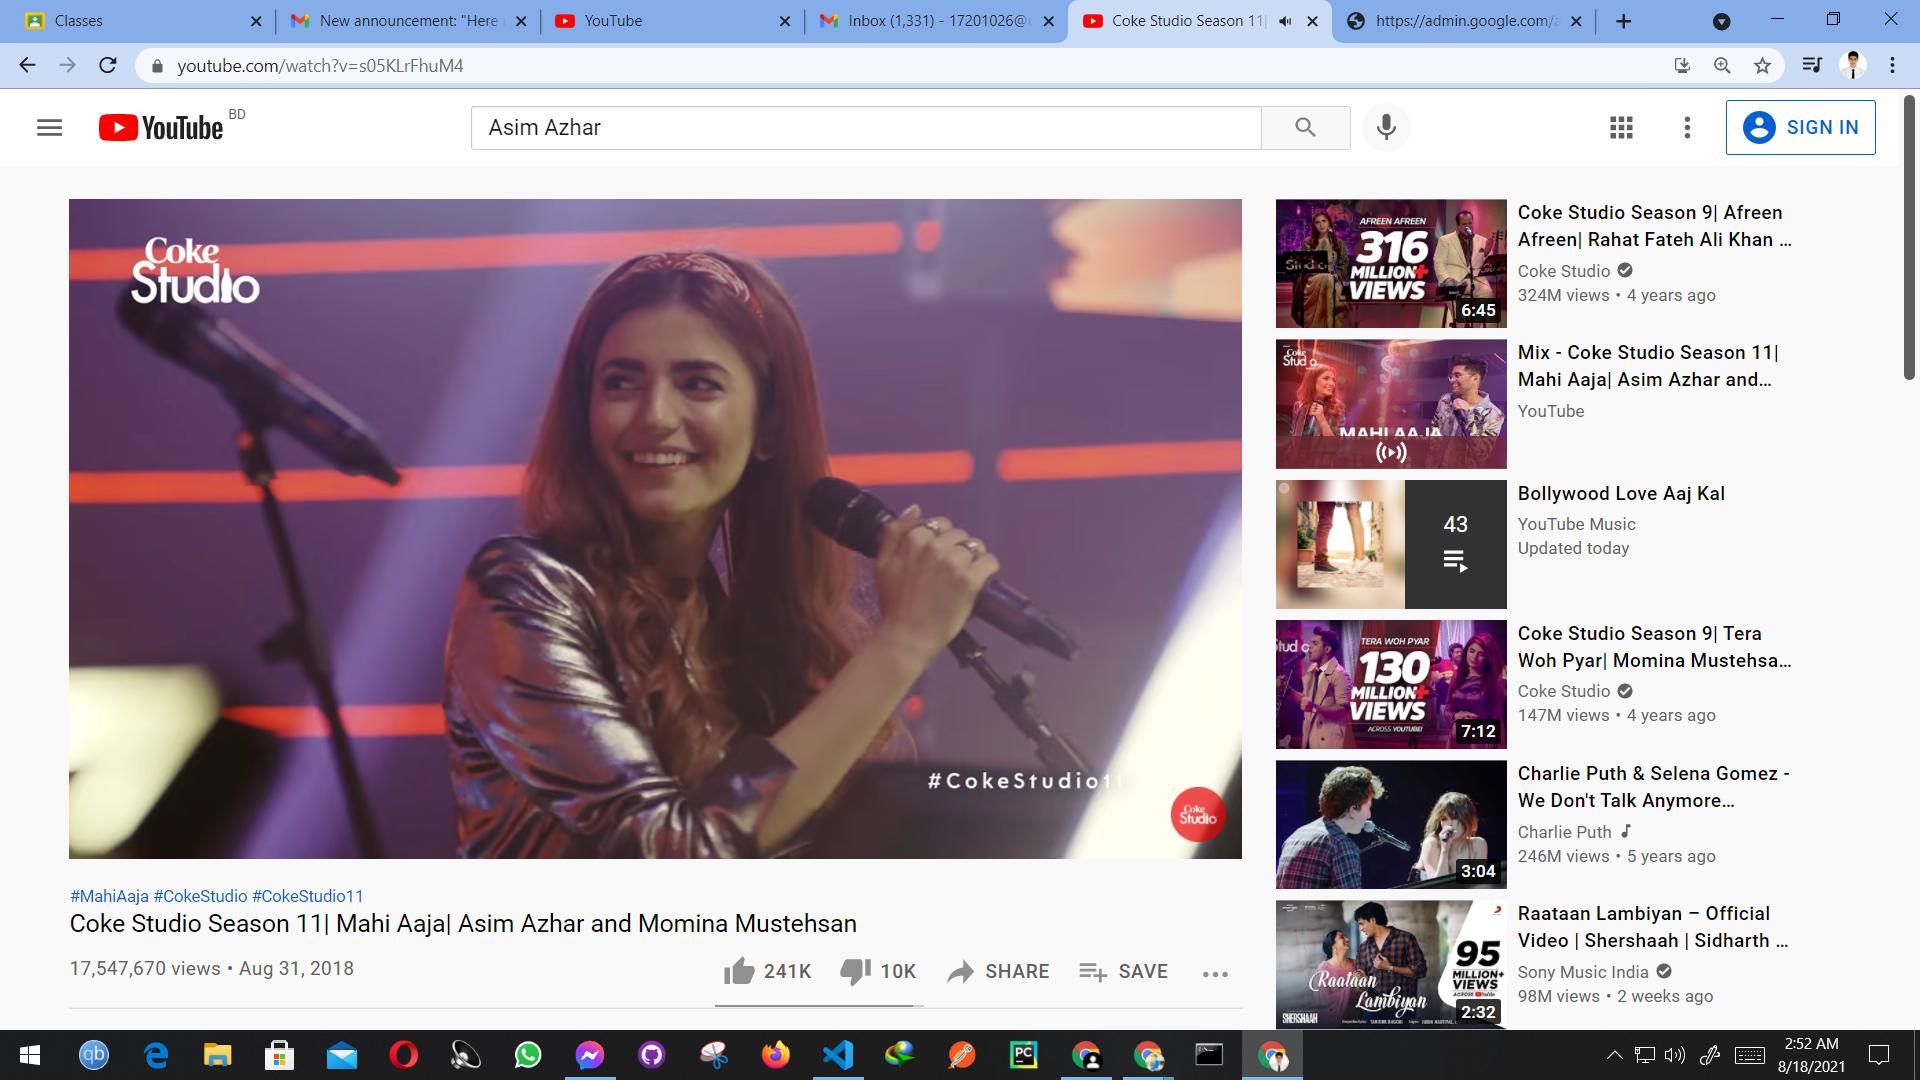 Classes
New announcement: "Here
YouTube
Inbox (1,331) - 17201026@u
Coke Studio Season 11|
https://admin.google.com/a
youtube.com/watch?v=s05KLrFhuM4
YouTube BD
Asim Azhar
SIGN IN
Coke
Studio
#CokeStudio11
Coke
Studio
#MahiAaja #CokeStudio #CokeStudio11
Coke Studio Season 11| Mahi Aaja| Asim Azhar and Momina Mustehsan
17,547,670 views • Aug 31, 2018
241K
10K
SHARE
SAVE
AFREEN AFREEN
316
MILLION+
VIEWS
6:45
Coke Studio Season 9| Afreen
Afreen| Rahat Fateh Ali Khan ...
Coke Studio
324M views • 4 years ago
Coke
Stud o
MAHI AAJA
Mix - Coke Studio Season 11|
Mahi Aaja| Asim Azhar and...
YouTube
43
Bollywood Love Aaj Kal
YouTube Music
Updated today
TERA WOH PYAR
130
MILLION+
VIEWS
ACROSS YOUTUBE!
7:12
Coke Studio Season 9| Tera
Woh Pyar| Momina Mustehsa...
Coke Studio
147M views • 4 years ago
3:04
Charlie Puth & Selena Gomez -
We Don't Talk Anymore...
Charlie Puth
246M views • 5 years ago
95
MILLION+
VIEWS
ACROSS YouTube
Raataan
Lambiyan
SHERSHAAH
2:32
Raataan Lambiyan – Official
Video | Shershaah | Sidharth ...
Sony Music India
98M views • 2 weeks ago
qb
PC
2:52 AM
8/18/2021